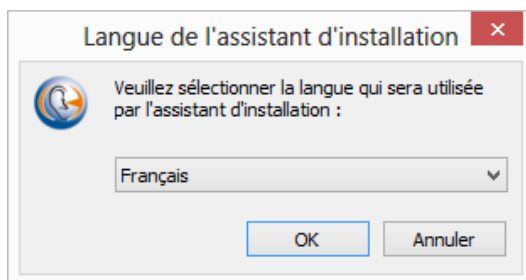 Langue de l'assistant d'installation
Veuillez sélectionner la langue qui sera utilisée
par l'assistant d'installation :
Français
OK Annuler